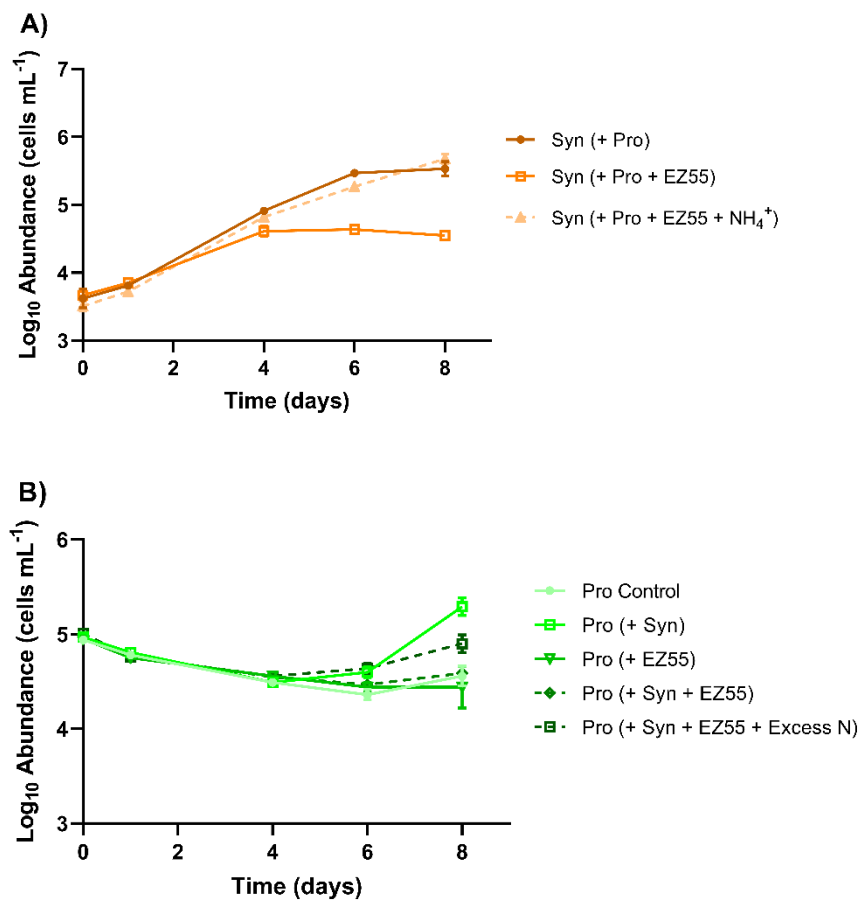 A)
Log₁₀ Abundance (cells mL⁻¹)
7
6
5
4
3
0
2
4
6
8
Time (days)
Syn (+ Pro)
Syn (+ Pro + EZ55)
Syn (+ Pro + EZ55 + NH₄⁺)
B)
Log₁₀ Abundance (cells mL⁻¹)
6
5
4
3
0
2
4
6
8
Time (days)
Pro Control
Pro (+ Syn)
Pro (+ EZ55)
Pro (+ Syn + EZ55)
Pro (+ Syn + EZ55 + Excess N)